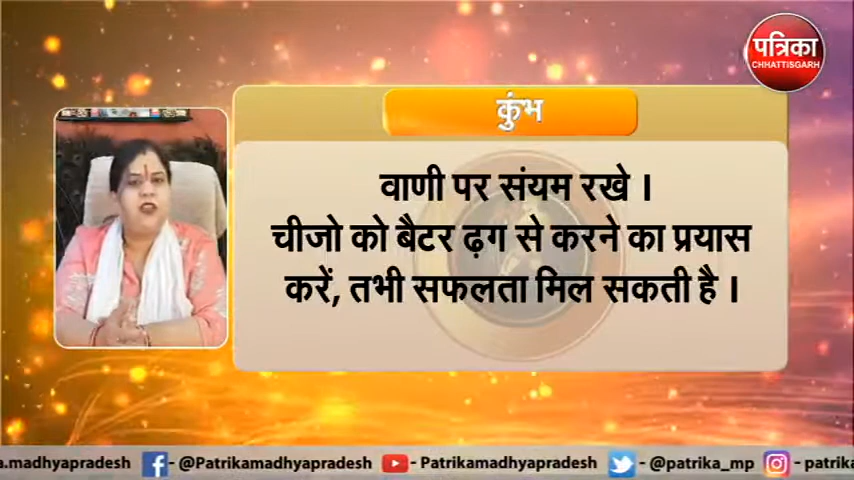 पत्रिका
CHHATTISGARH
कुंभ
वाणी पर संयम रखे ।
चीजो को बैटर ढ़ग से करने का प्रयास
करें, तभी सफलता मिल सकती है ।
a.madhyapradesh - @Patrikamadhyapradesh - Patrikamadhyapradesh - @patrika_mp - patrika